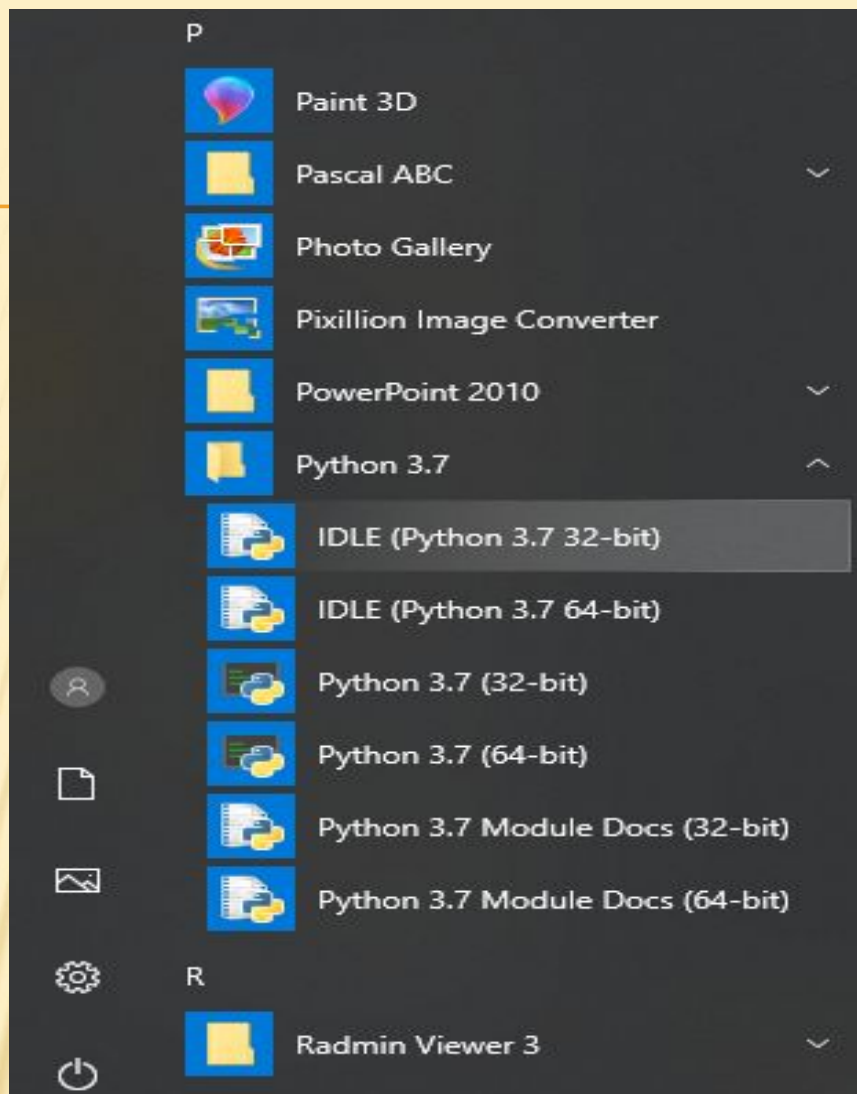 P
Paint 3D
Pascal ABC
Photo Gallery
Pixillion Image Converter
PowerPoint 2010
Python 3.7
IDLE (Python 3.7 32-bit)
IDLE (Python 3.7 64-bit)
Python 3.7 (32-bit)
Python 3.7 (64-bit)
Python 3.7 Module Docs (32-bit)
Python 3.7 Module Docs (64-bit)
R
Radmin Viewer 3